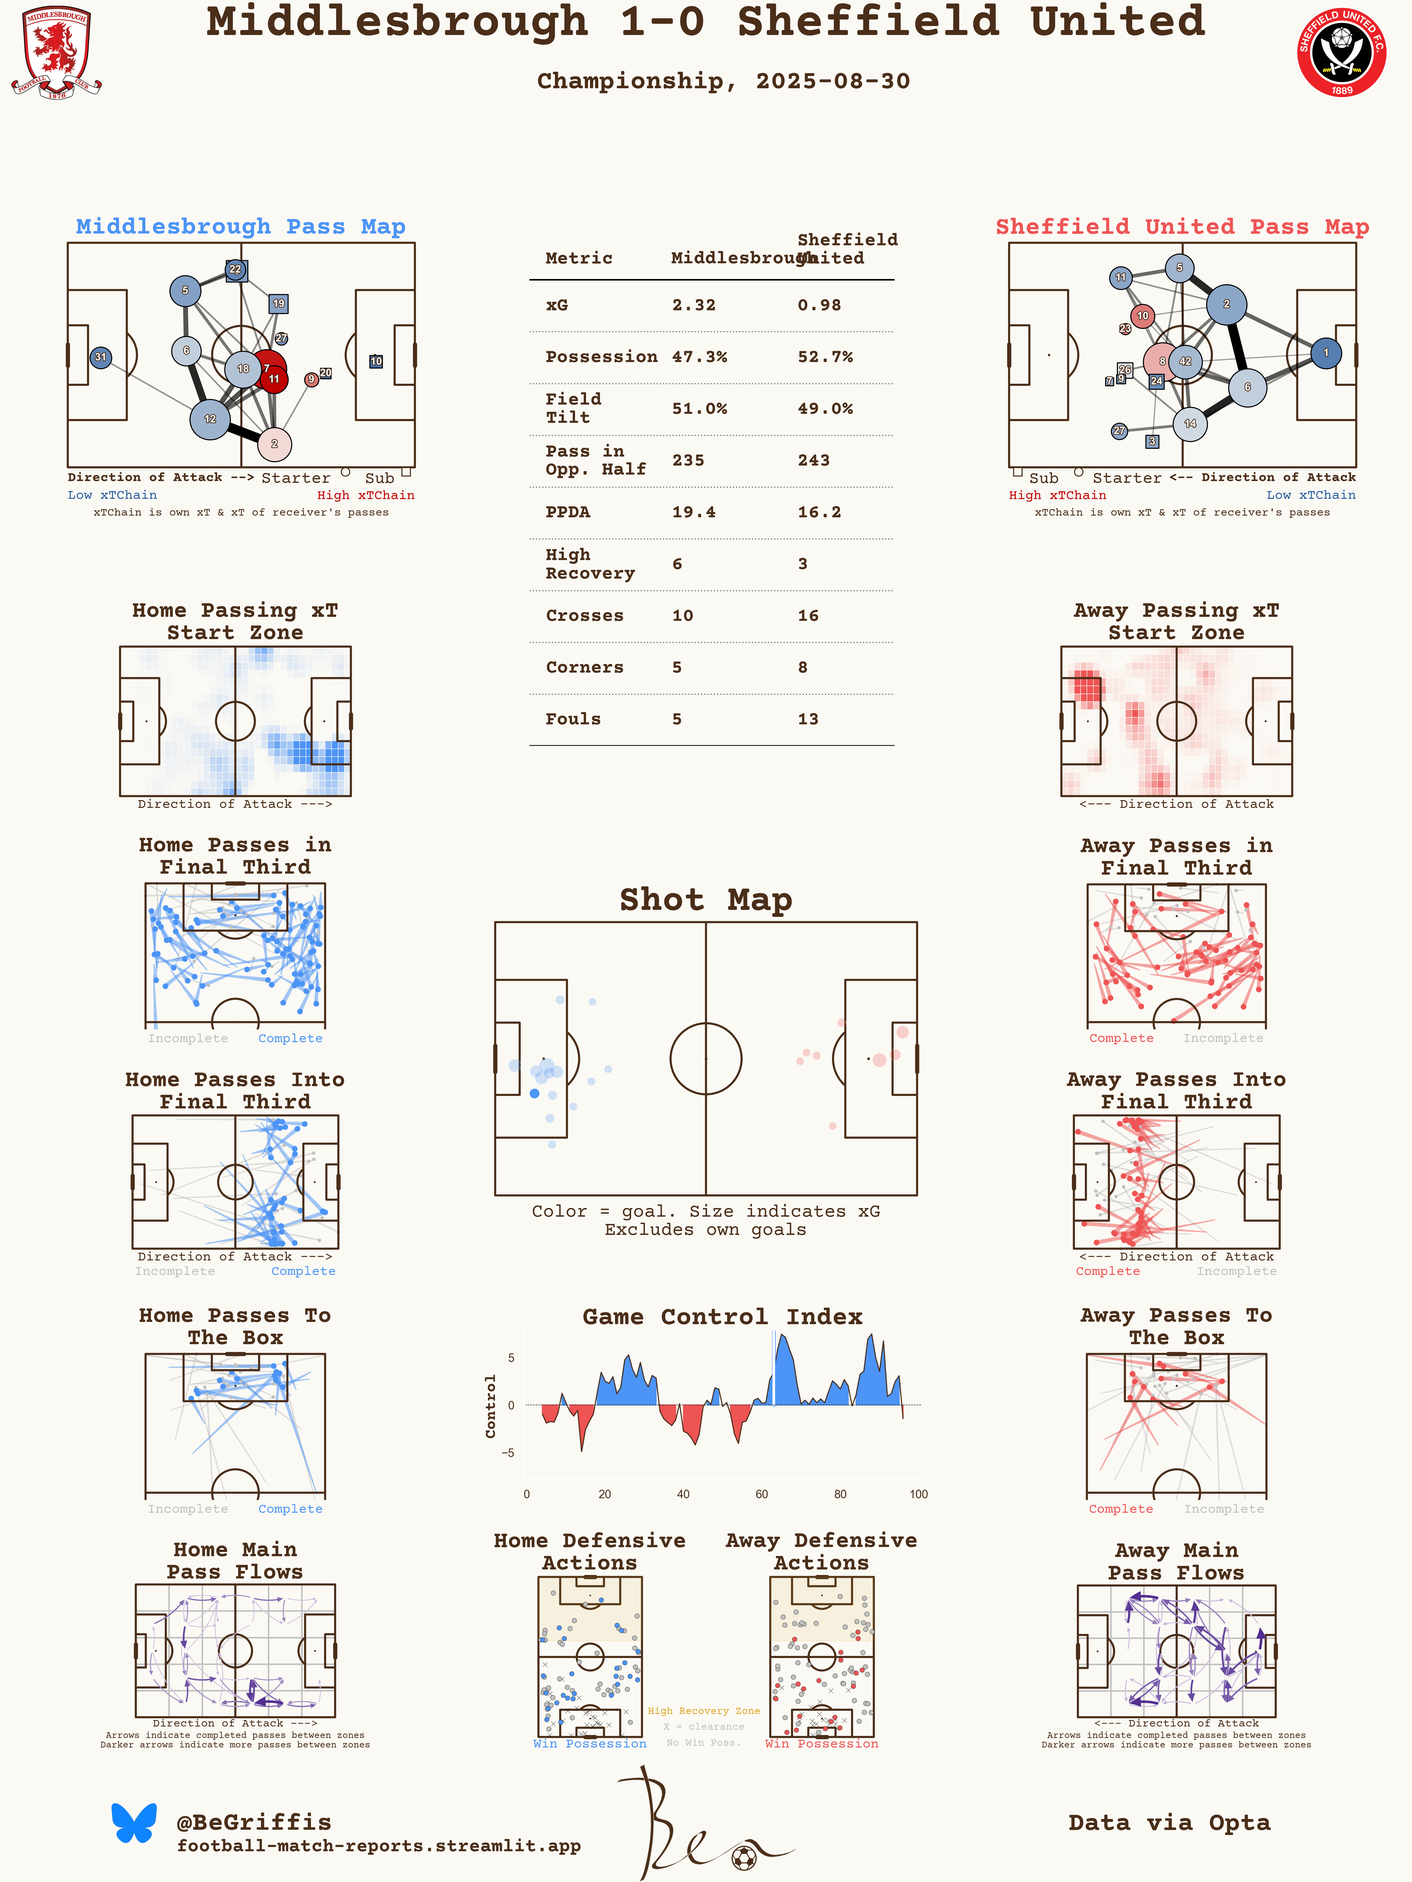 Middlesbrough 1-0 Sheffield United
Championship, 2025-08-30
MIDDLESBROUGH
FOOTBALL CLUB
1876
SHEFFIELD UNITED F.C.
1889
Middlesbrough Pass Map
22
5
19
27
6
31
18
7
11
9
20
10
12
2
Direction of Attack --> Starter Sub
Low xTChain High xTChain
xTChain is own xT & xT of receiver's passes
Metric Middlesbrough Sheffield United
xG 2.32 0.98
Possession 47.3% 52.7%
Field Tilt 51.0% 49.0%
Pass in Opp. Half 235 243
PPDA 19.4 16.2
High Recovery 6 3
Crosses 10 16
Corners 5 8
Fouls 5 13
Sheffield United Pass Map
5
11
2
10
23
8
42
1
26
7
9
24
6
14
27
3
Sub Starter <-- Direction of Attack
High xTChain Low xTChain
xTChain is own xT & xT of receiver's passes
Home Passing xT
Start Zone
Direction of Attack --->
Away Passing xT
Start Zone
<--- Direction of Attack
Home Passes in
Final Third
Incomplete Complete
Away Passes in
Final Third
Complete Incomplete
Shot Map
Color = goal. Size indicates xG
Excludes own goals
Home Passes Into
Final Third
Direction of Attack --->
Incomplete Complete
Away Passes Into
Final Third
<--- Direction of Attack
Complete Incomplete
Home Passes To
The Box
Incomplete Complete
Game Control Index
Control
5
0
−5
0 20 40 60 80 100
Away Passes To
The Box
Complete Incomplete
Home Main
Pass Flows
Direction of Attack --->
Arrows indicate completed passes between zones
Darker arrows indicate more passes between zones
Home Defensive
Actions
Win Possession
High Recovery Zone
X = clearance
No Win Poss.
Away Defensive
Actions
Win Possession
Away Main
Pass Flows
<--- Direction of Attack
Arrows indicate completed passes between zones
Darker arrows indicate more passes between zones
@BeGriffis
football-match-reports.streamlit.app
Ben
Data via Opta